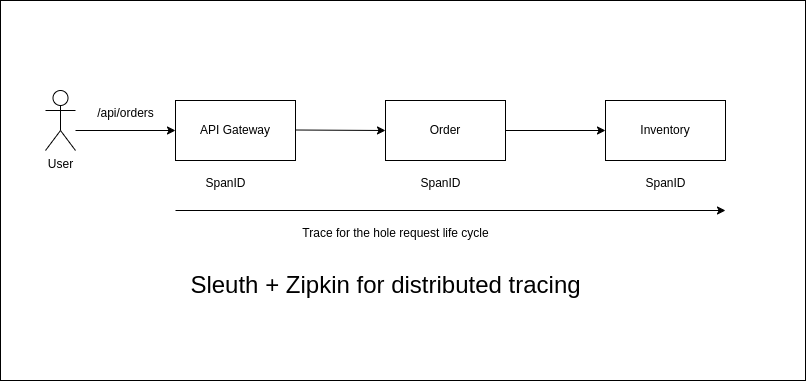 /api/orders
User
API Gateway
Order
Inventory
SpanID
SpanID
SpanID
Trace for the hole request life cycle
Sleuth + Zipkin for distributed tracing